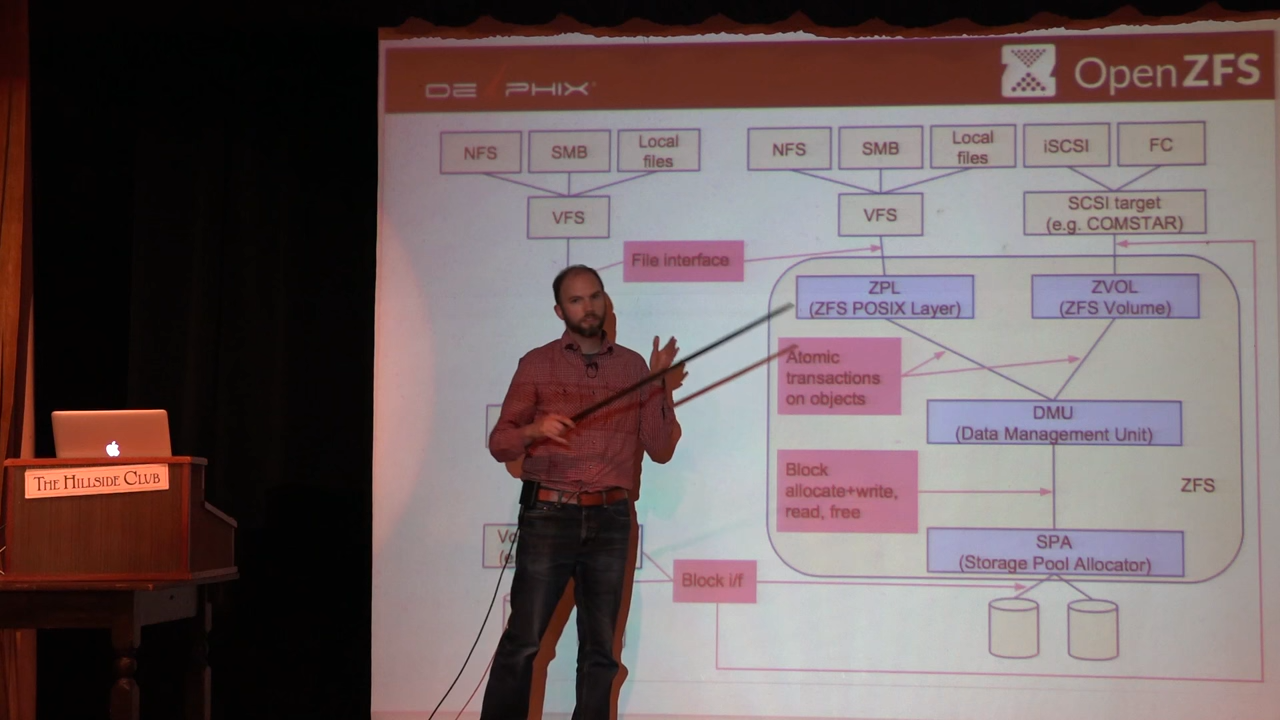 DELPHIX
OpenZFS
NFS
SMB
Local
files
NFS
SMB
Local
files
iSCSI
FC
VFS
VFS
SCSI target
(e.g. COMSTAR)
File interface
ZPL
(ZFS POSIX Layer)
ZVOL
(ZFS Volume)
Atomic
transactions
on objects
DMU
(Data Management Unit)
Block
allocate+write,
read, free
ZFS
SPA
(Storage Pool Allocator)
Block i/f
THE HILLSIDE CLUB